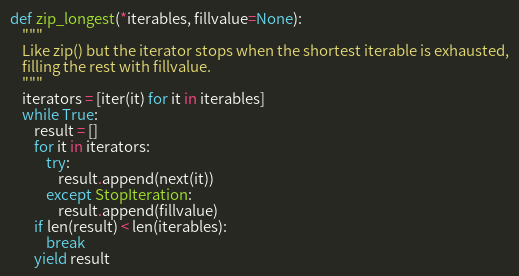 def zip_longest(*iterables, fillvalue=None):
    """
    Like zip() but the iterator stops when the shortest iterable is exhausted,
    filling the rest with fillvalue.
    """
    iterators = [iter(it) for it in iterables]
    while True:
        result = []
        for it in iterators:
            try:
                result.append(next(it))
            except StopIteration:
                result.append(fillvalue)
        if len(result) < len(iterables):
            break
        yield result